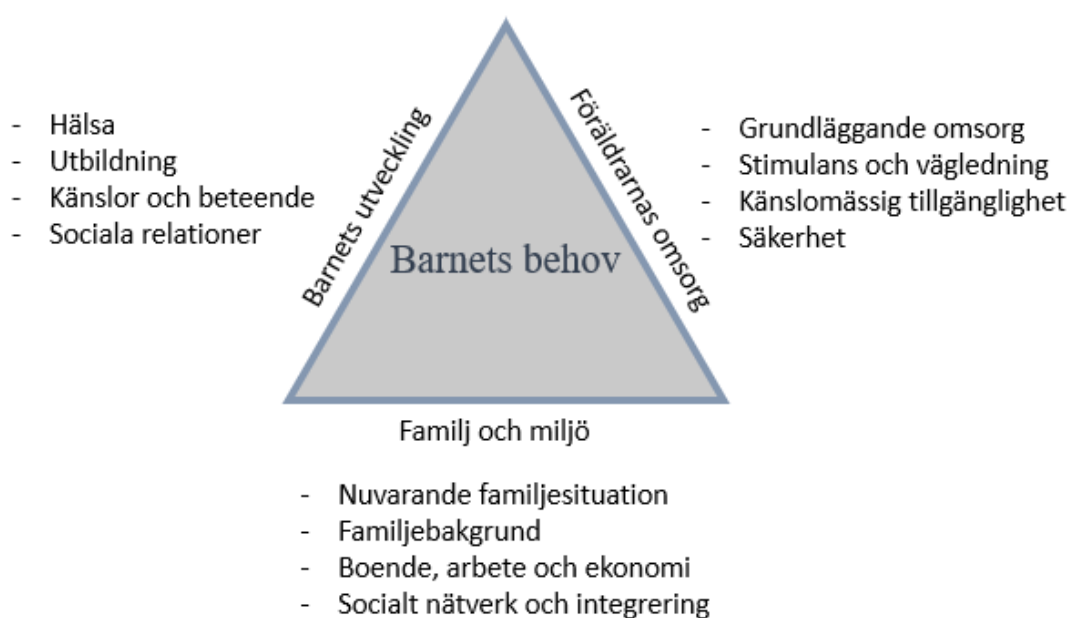 - Hälsa
- Utbildning
- Känslor och beteende
- Sociala relationer
Barnets utveckling
Barnets behov
Föräldrarnas omsorg
- Grundläggande omsorg
- Stimulans och vägledning
- Känslomässig tillgänglighet
- Säkerhet
Familj och miljö
- Nuvarande familjesituation
- Familjebakgrund
- Boende, arbete och ekonomi
- Socialt nätverk och integrering